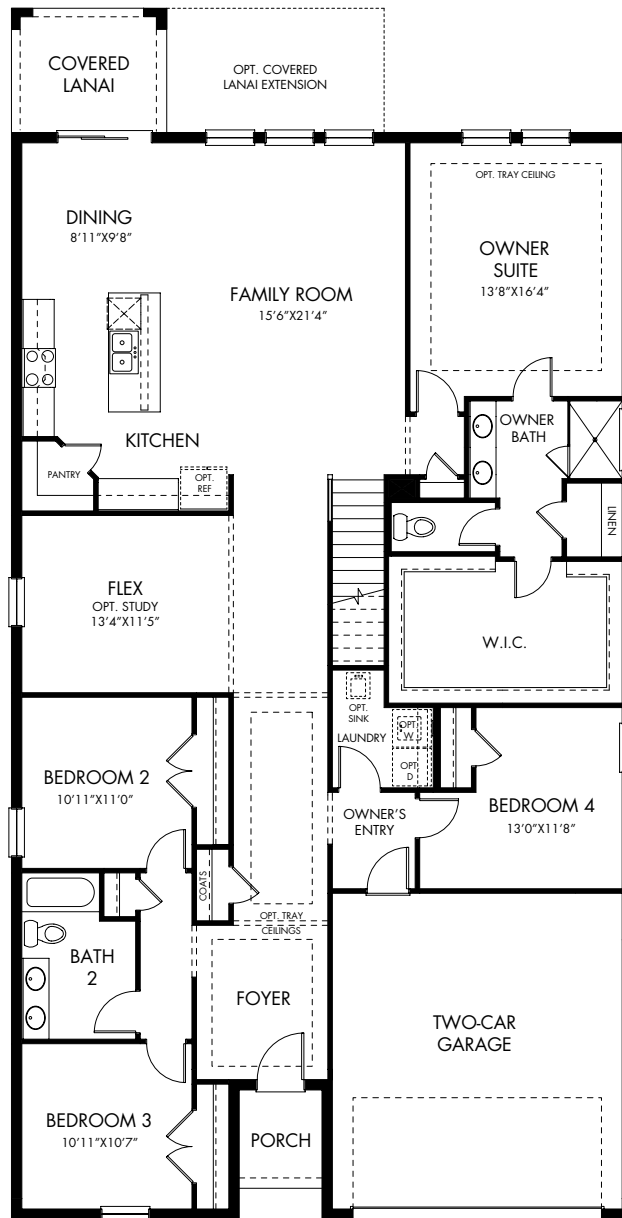 COVERED
LANAI
OPT. COVERED
LANAI EXTENSION
OPT. TRAY CEILING
DINING
8'11"X9'8"
OWNER
SUITE
13'8"X16'4"
FAMILY ROOM
15'6"X21'4"
OWNER
BATH
KITCHEN
PANTRY
OPT.
REF
LINEN
FLEX
OPT. STUDY
13'4"X11'5"
W.I.C.
OPT.
SINK
LAUNDRY
OPT
W
OPT
D
BEDROOM 2
10'11"X11'0"
OWNER'S
ENTRY
BEDROOM 4
13'0"X11'8"
COATS
OPT. TRAY
CEILINGS
BATH
2
FOYER
TWO-CAR
GARAGE
BEDROOM 3
10'11"X10'7"
PORCH